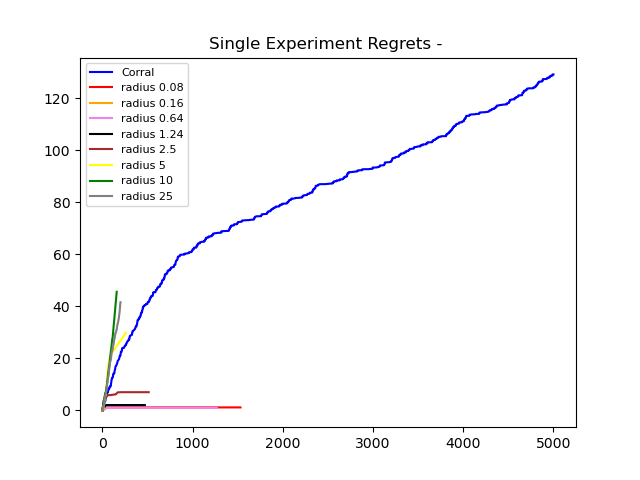 Single Experiment Regrets -
Corral
radius 0.08
radius 0.16
radius 0.64
radius 1.24
radius 2.5
radius 5
radius 10
radius 25
120
100
80
60
40
20
0
0 1000 2000 3000 4000 5000